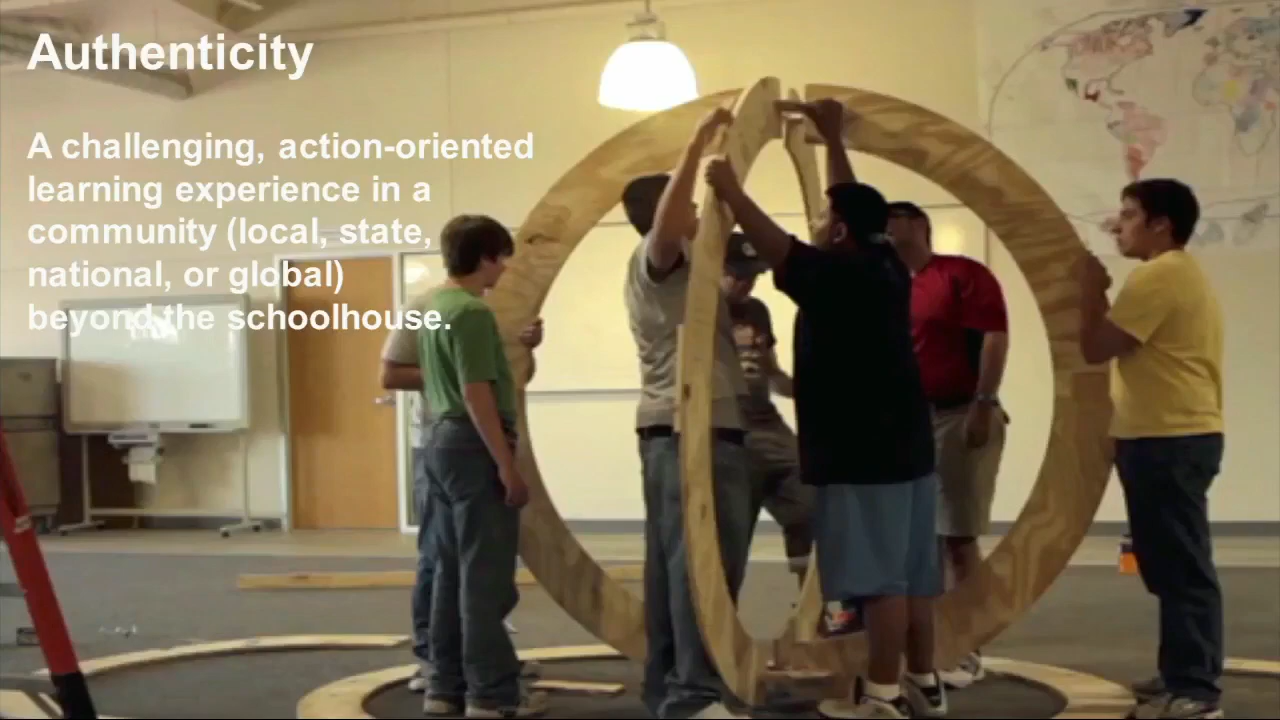 Authenticity
A challenging, action-oriented
learning experience in a
community (local, state,
national, or global)
beyond the schoolhouse.